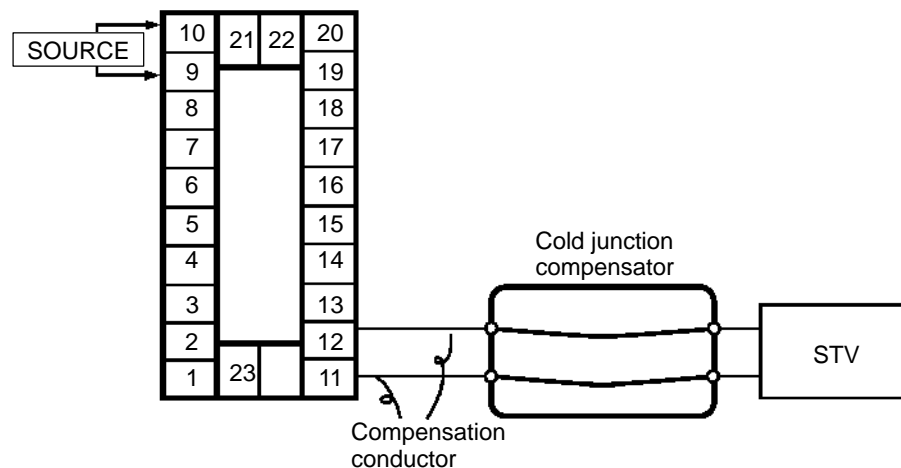 10 21 22 20
SOURCE
9 19
8 18
7 17
6 16
5 15
Cold junction
compensator
4 14
3 13
2 12
STV
1 23 11
Compensation
conductor